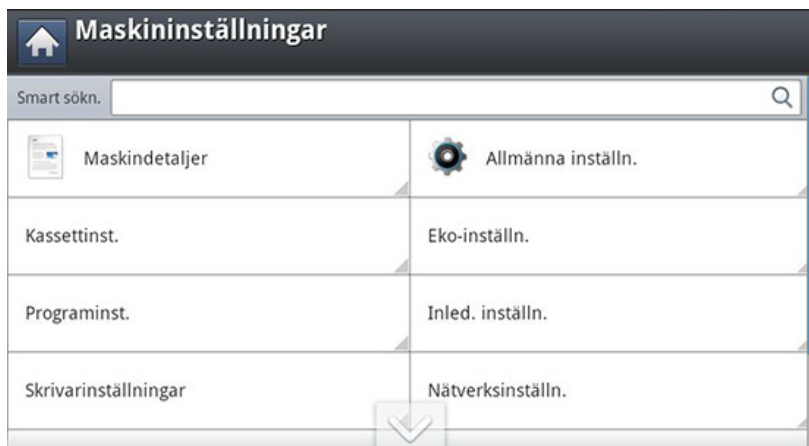 Maskininställningar
Smart sökn.
Maskindetaljer
Allmänna inställn.
Kassettinst.
Eko-inställn.
Programinst.
Inled. inställn.
Skrivarinställningar
Nätverksinställn.